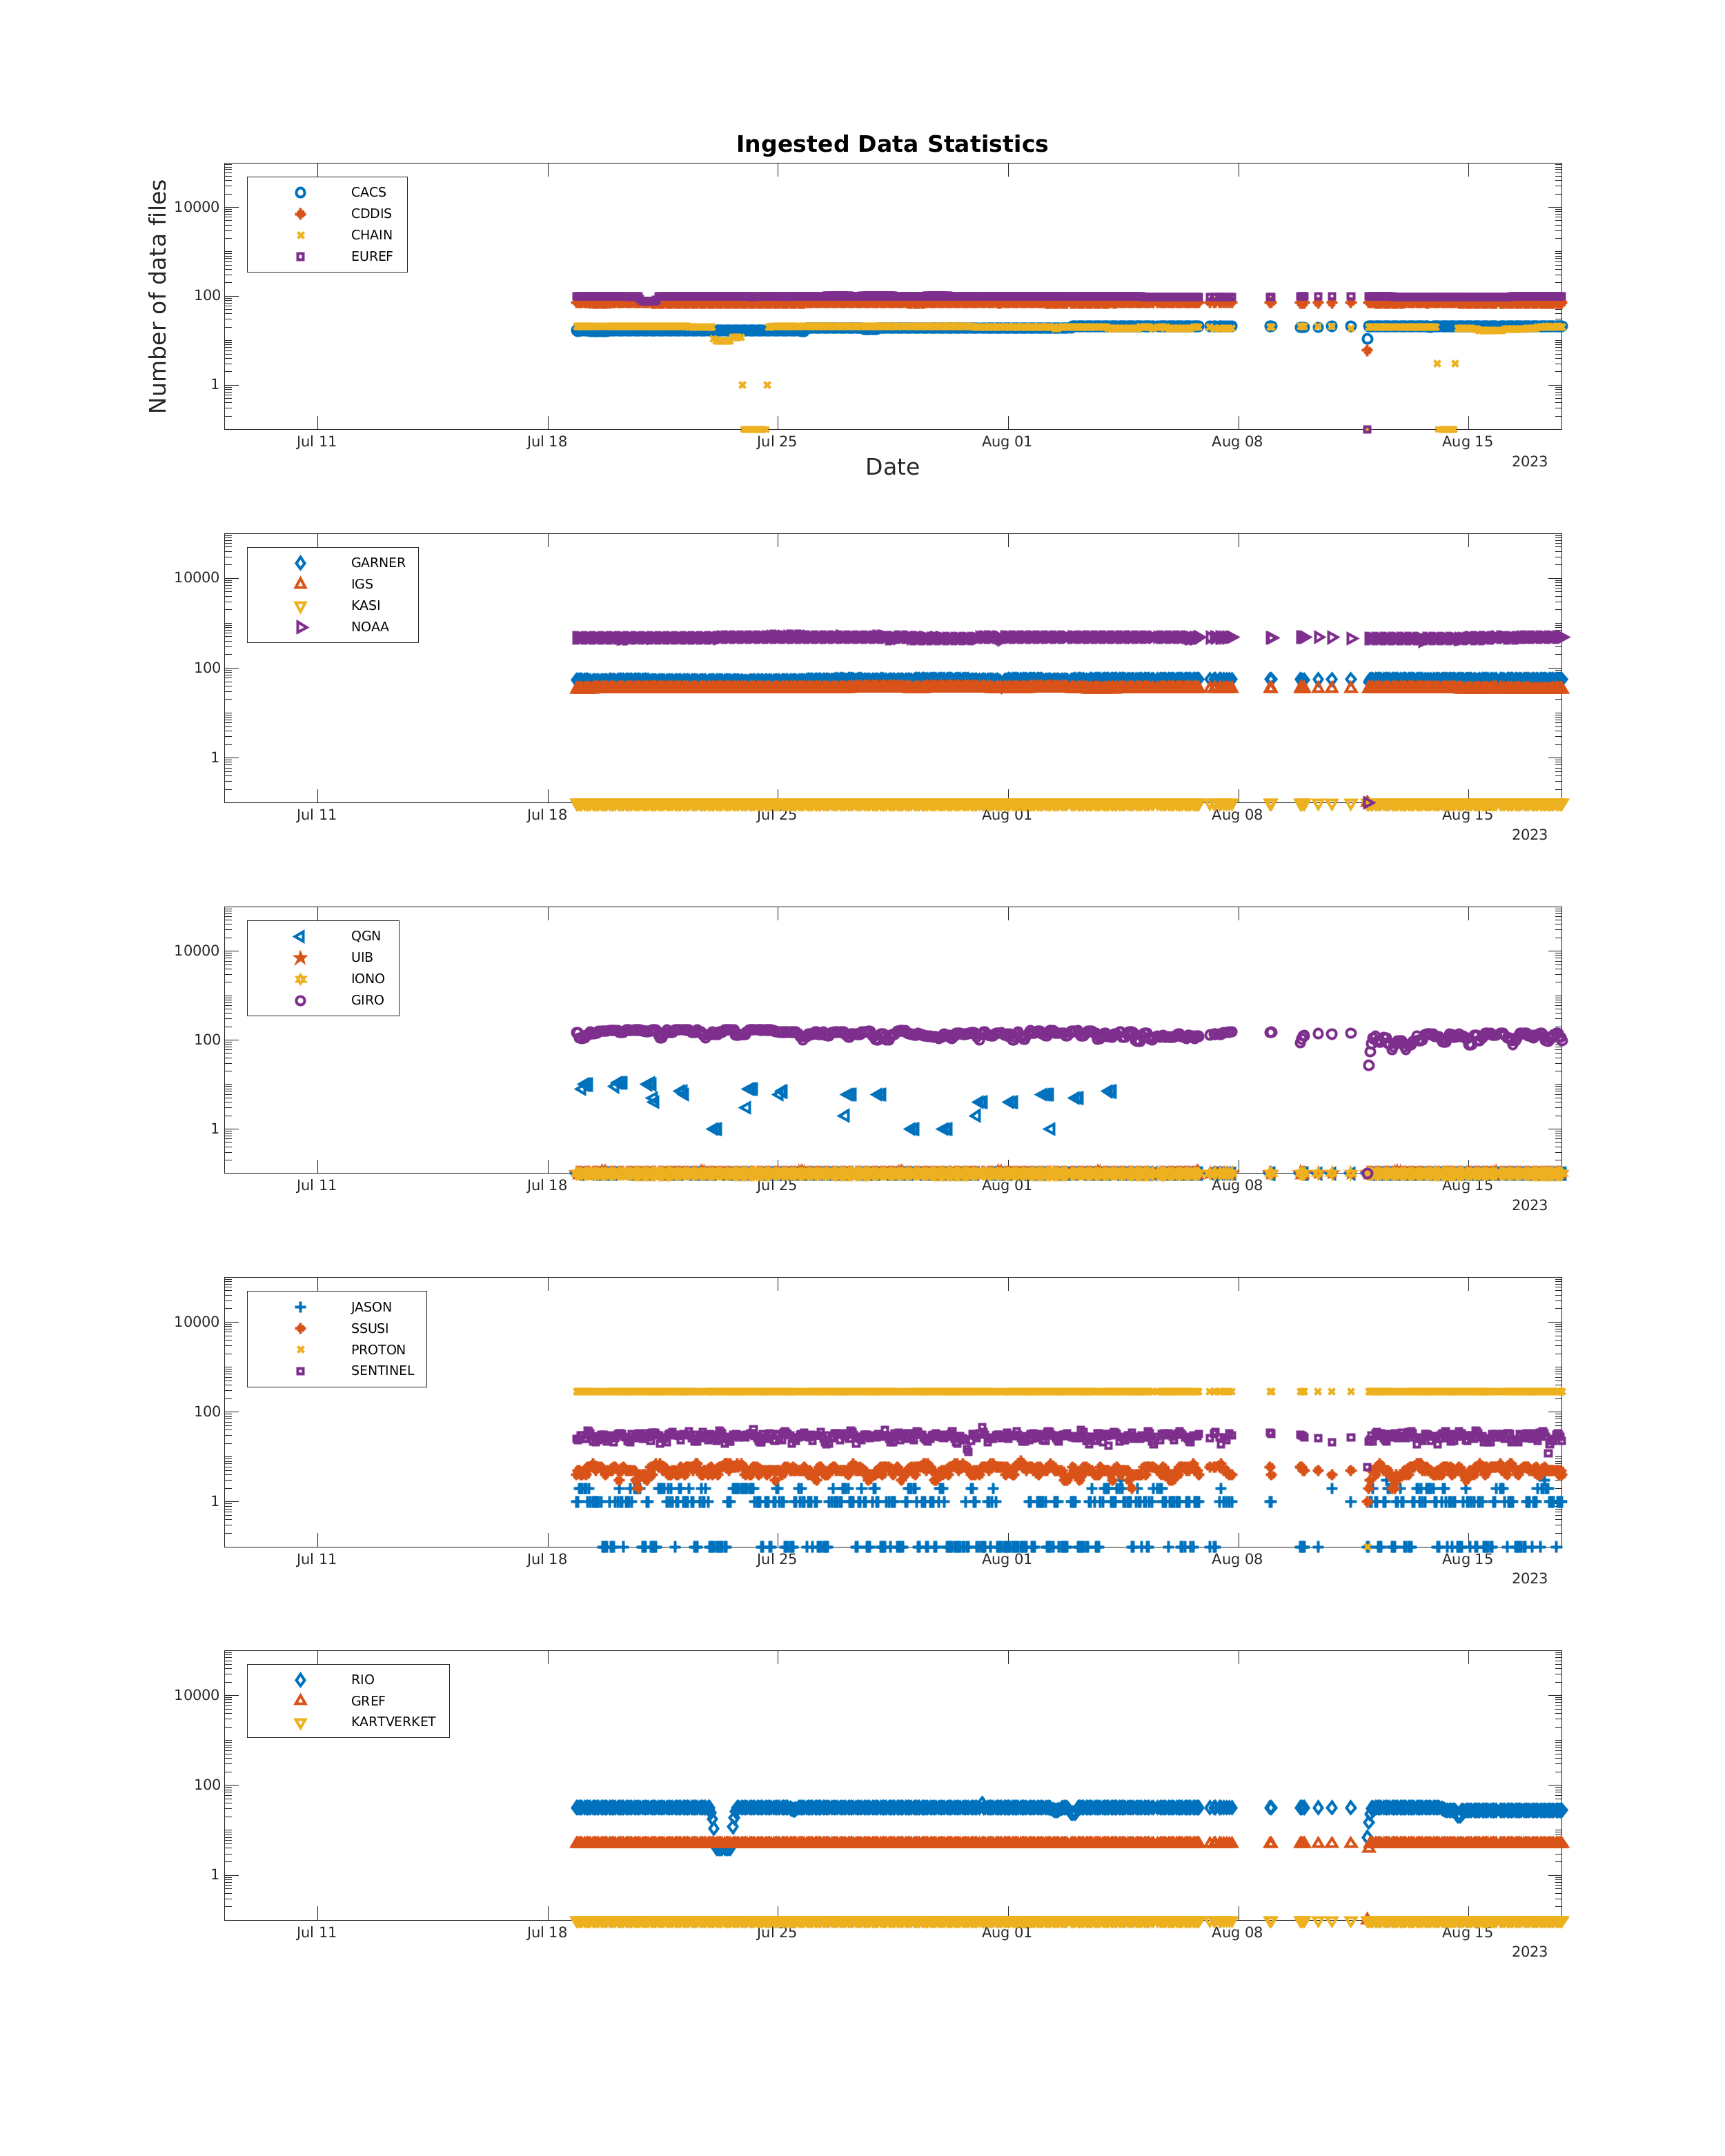 Ingested Data Statistics
Number of data files
CACS
CDDIS
CHAIN
EUREF
10000
100
1
Jul 11 Jul 18 Jul 25 Aug 01 Aug 08 Aug 15
2023
Date
GARNER
IGS
KASI
NOAA
10000
100
1
Jul 11 Jul 18 Jul 25 Aug 01 Aug 08 Aug 15
2023
QGN
UIB
IONO
GIRO
10000
100
1
Jul 11 Jul 18 Jul 25 Aug 01 Aug 08 Aug 15
2023
JASON
SSUSI
PROTON
SENTINEL
10000
100
1
Jul 11 Jul 18 Jul 25 Aug 01 Aug 08 Aug 15
2023
RIO
GREF
KARTVERKET
10000
100
1
Jul 11 Jul 18 Jul 25 Aug 01 Aug 08 Aug 15
2023